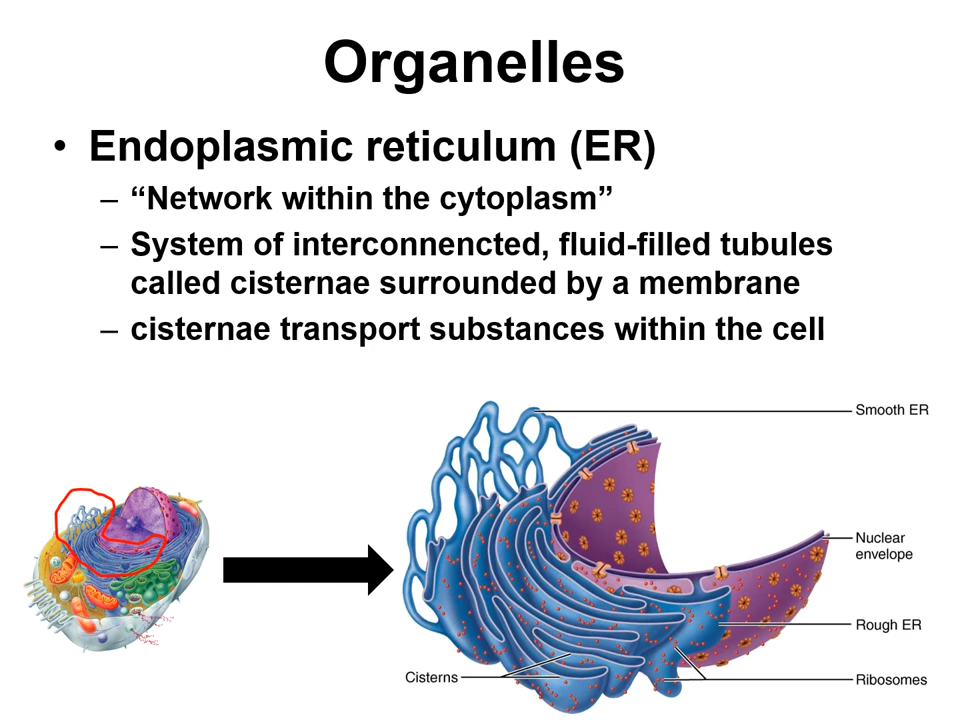 Organelles
• Endoplasmic reticulum (ER)
– “Network within the cytoplasm”
– System of interconnencted, fluid-filled tubules
called cisternae surrounded by a membrane
– cisternae transport substances within the cell
Smooth ER
Nuclear
envelope
Rough ER
Cisterns
Ribosomes